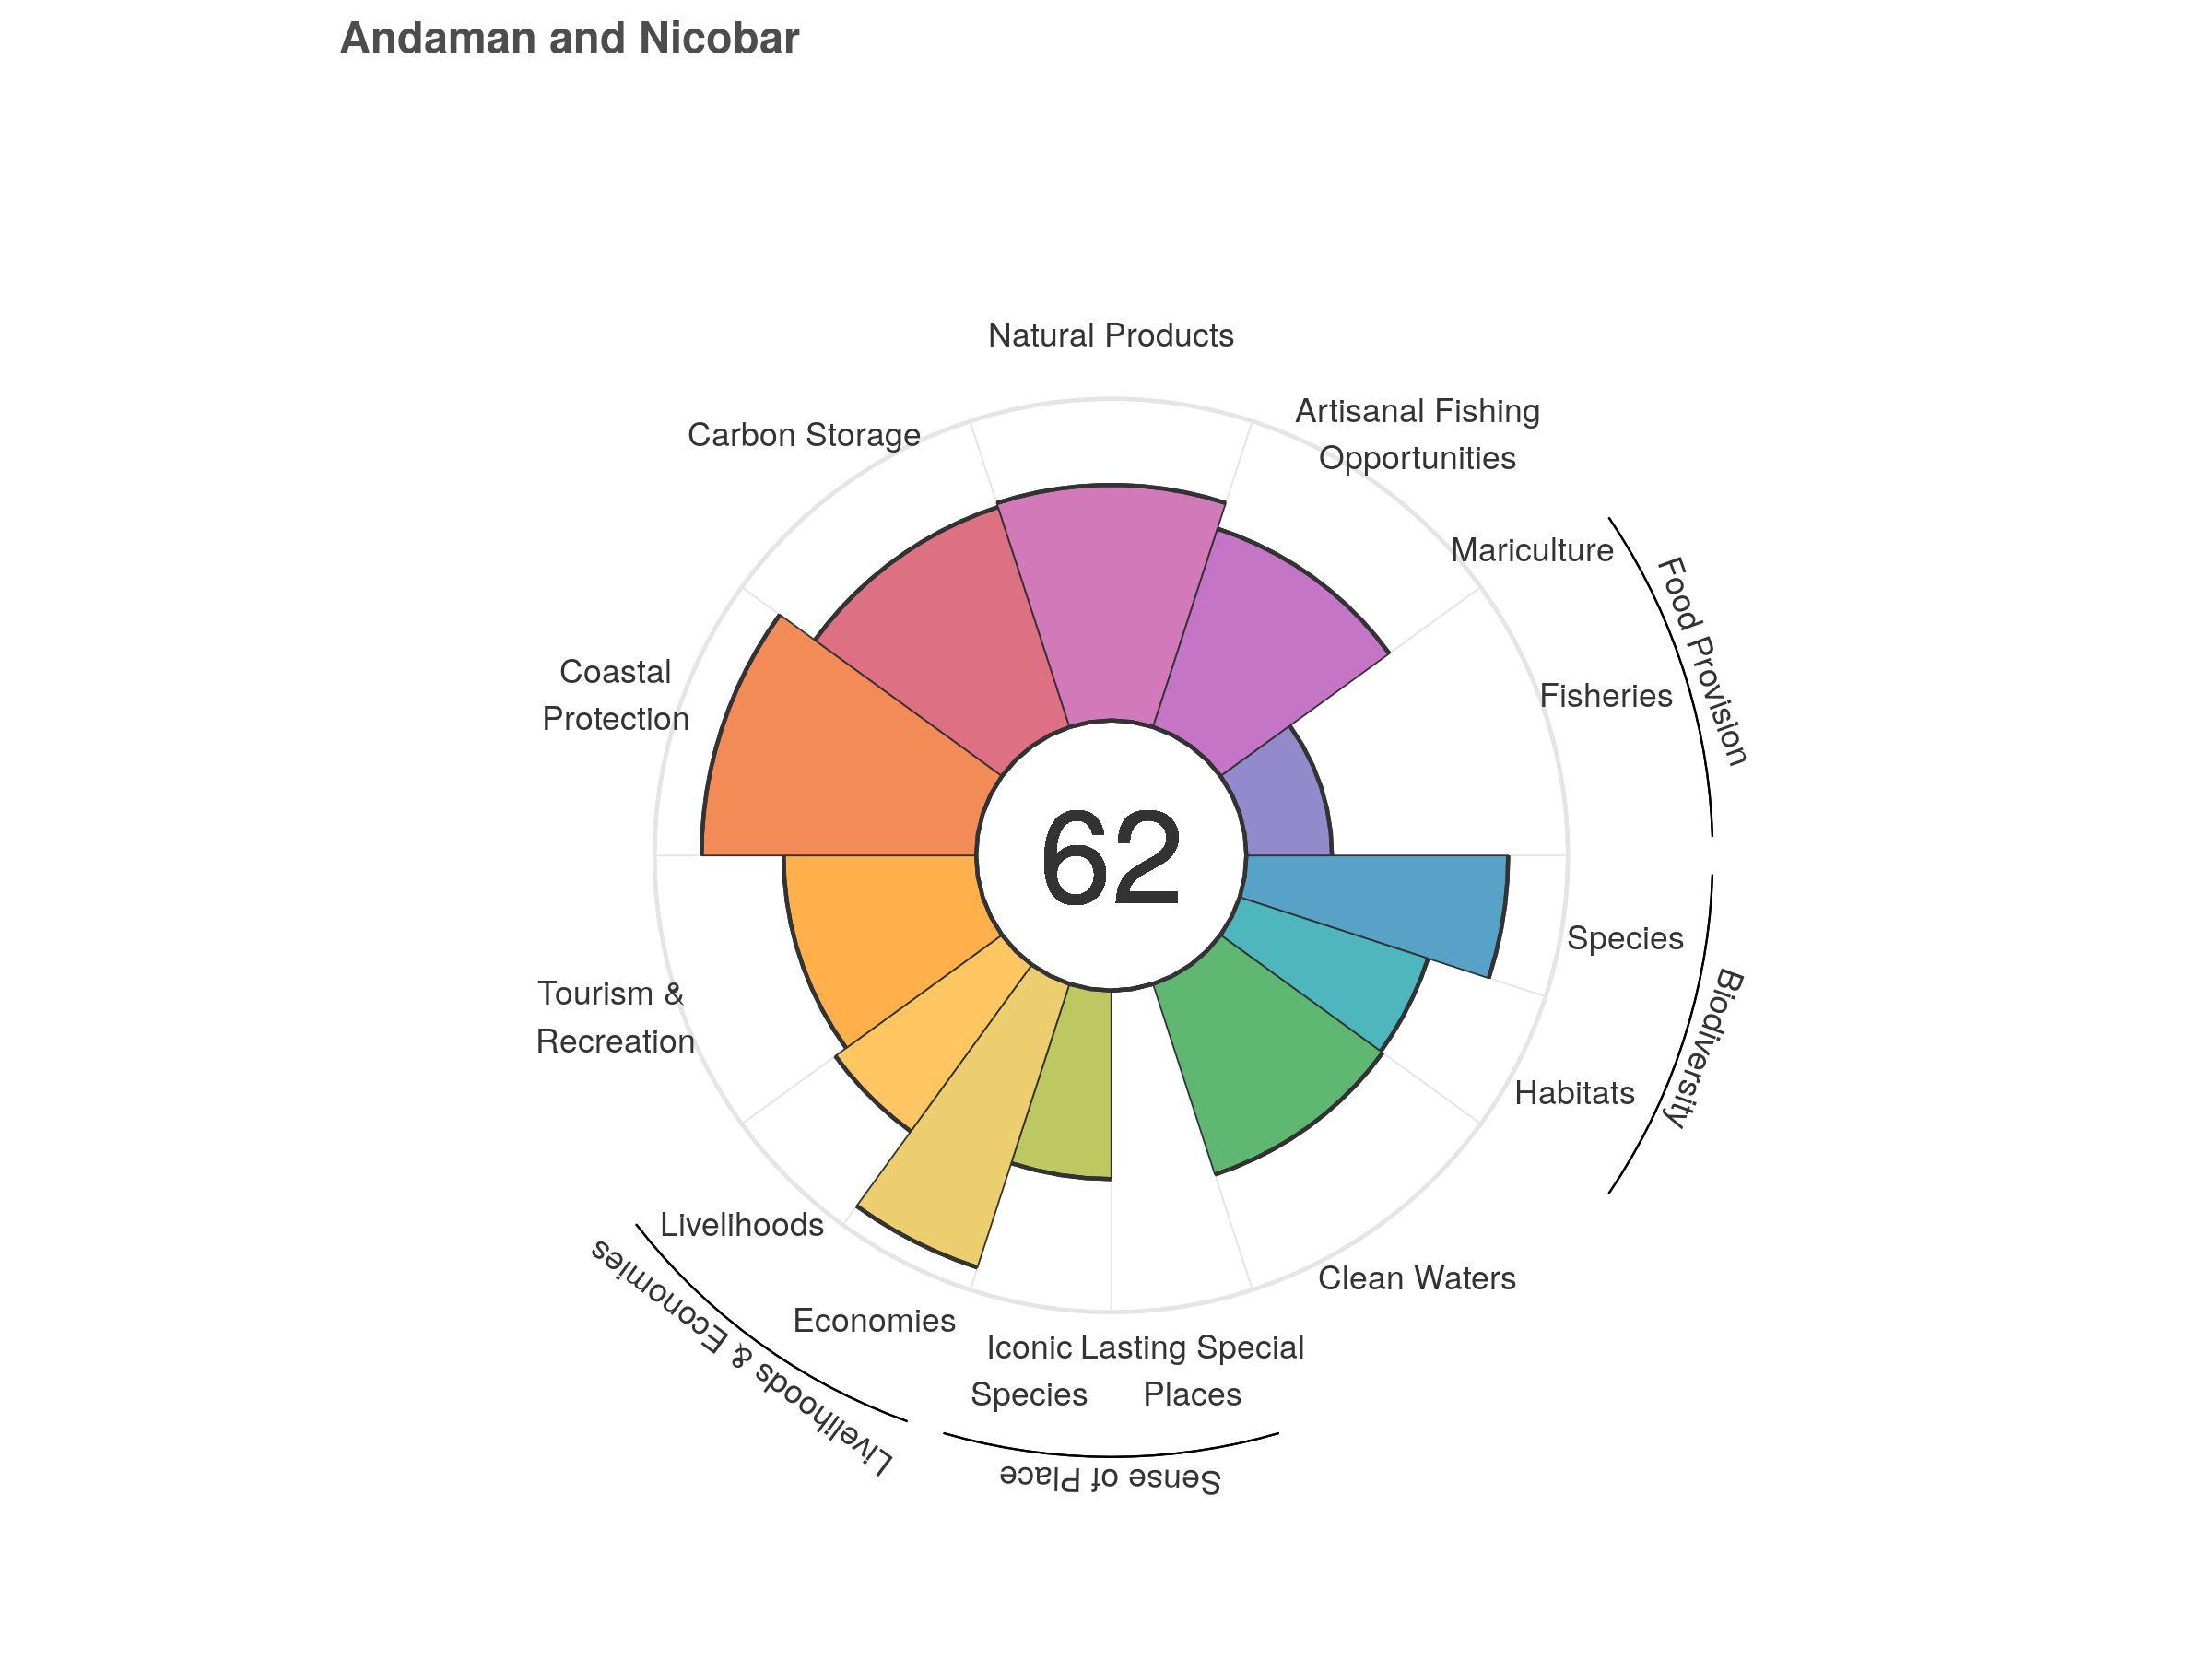 Andaman and Nicobar
Natural Products
Artisanal Fishing
Opportunities
Carbon Storage
Mariculture
Food Provision
Fisheries
Coastal
Protection
Species
Biodiversity
Habitats
62
Tourism &
Recreation
Livelihoods
Livelihoods & Economies
Economies
Clean Waters
Iconic
Species
Lasting Special
Places
Sense of Place